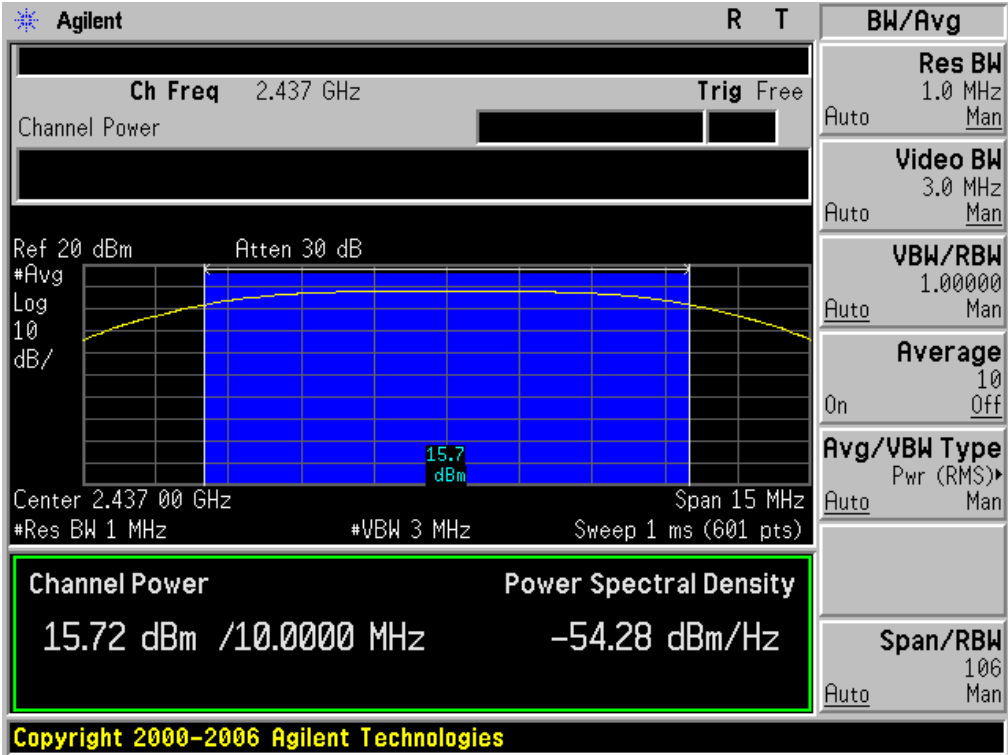 Agilent R T
Ch Freq 2.437 GHz Trig Free
Channel Power
Ref 20 dBm Atten 30 dB
#Avg
Log
10
dB/
15.7
dBm
Center 2.437 00 GHz Span 15 MHz
#Res BW 1 MHz #VBW 3 MHz Sweep 1 ms (601 pts)
Channel Power Power Spectral Density
15.72 dBm /10.0000 MHz -54.28 dBm/Hz
Copyright 2000-2006 Agilent Technologies
BW/Avg
Res BW
1.0 MHz
Auto Man
Video BW
3.0 MHz
Auto Man
VBW/RBW
1.00000
Auto Man
Average
10
On Off
Avg/VBW Type
Pwr (RMS)▸
Auto Man
Span/RBW
106
Auto Man